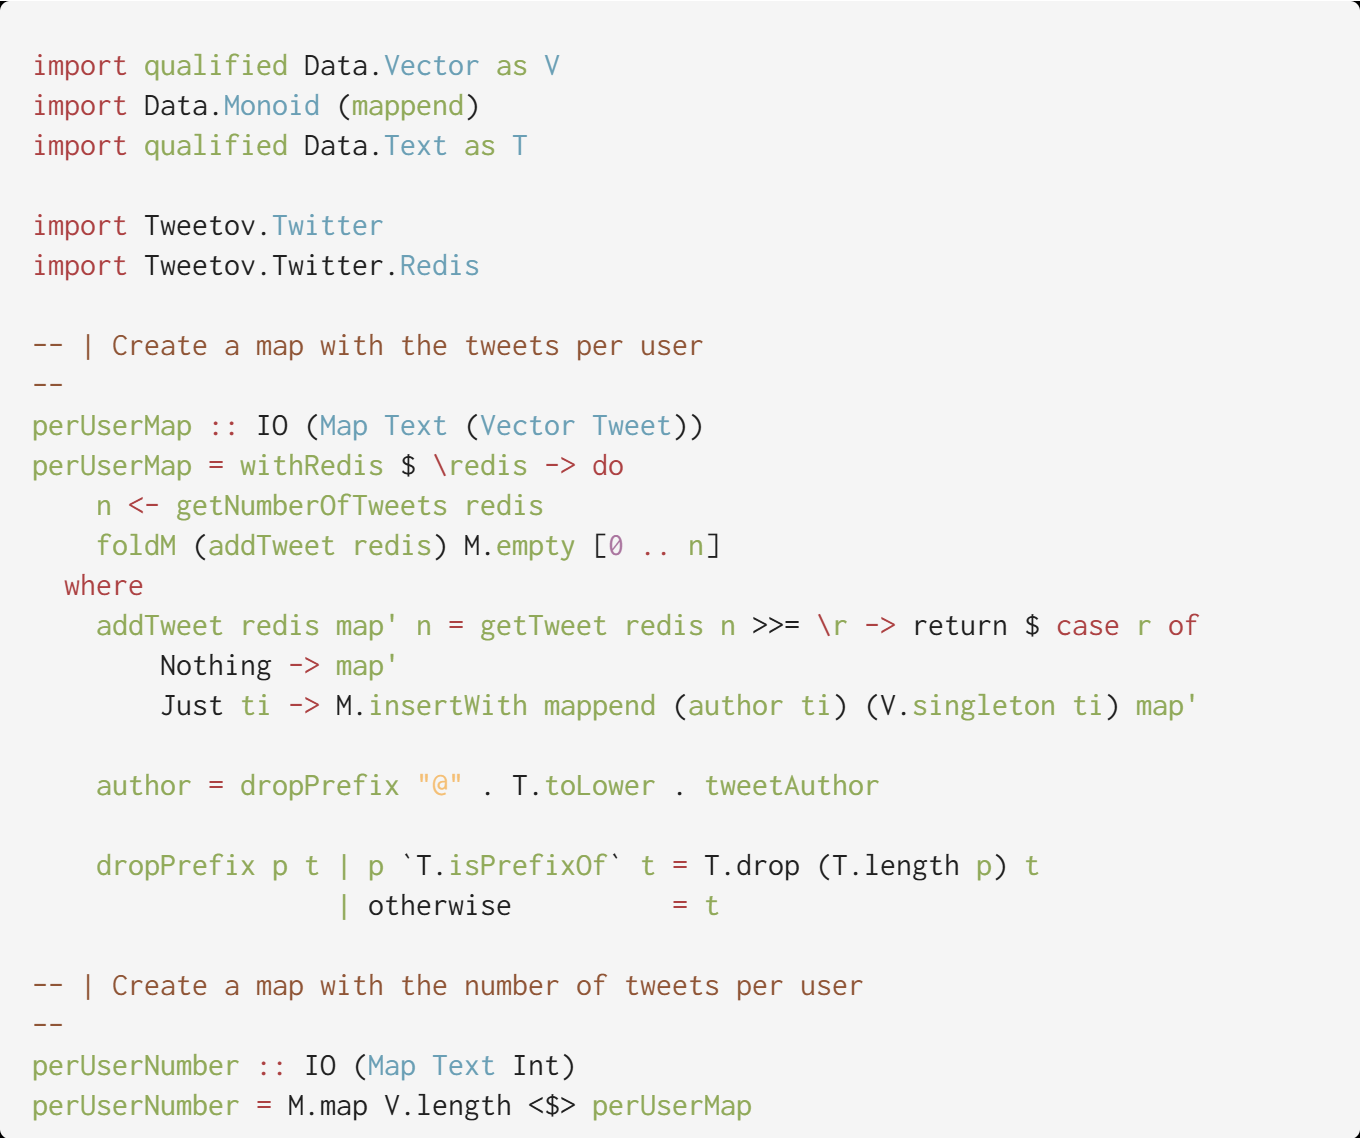 import qualified Data.Vector as V
import Data.Monoid (mappend)
import qualified Data.Text as T

import Tweetov.Twitter
import Tweetov.Twitter.Redis

-- | Create a map with the tweets per user
--
perUserMap :: IO (Map Text (Vector Tweet))
perUserMap = withRedis $ \redis -> do
    n <- getNumberOfTweets redis
    foldM (addTweet redis) M.empty [0 .. n]
  where
    addTweet redis map' n = getTweet redis n >>= \r -> return $ case r of
        Nothing -> map'
        Just ti -> M.insertWith mappend (author ti) (V.singleton ti) map'

    author = dropPrefix "@" . T.toLower . tweetAuthor

    dropPrefix p t | p `T.isPrefixOf` t = T.drop (T.length p) t
                   | otherwise          = t

-- | Create a map with the number of tweets per user
--
perUserNumber :: IO (Map Text Int)
perUserNumber = M.map V.length <$> perUserMap